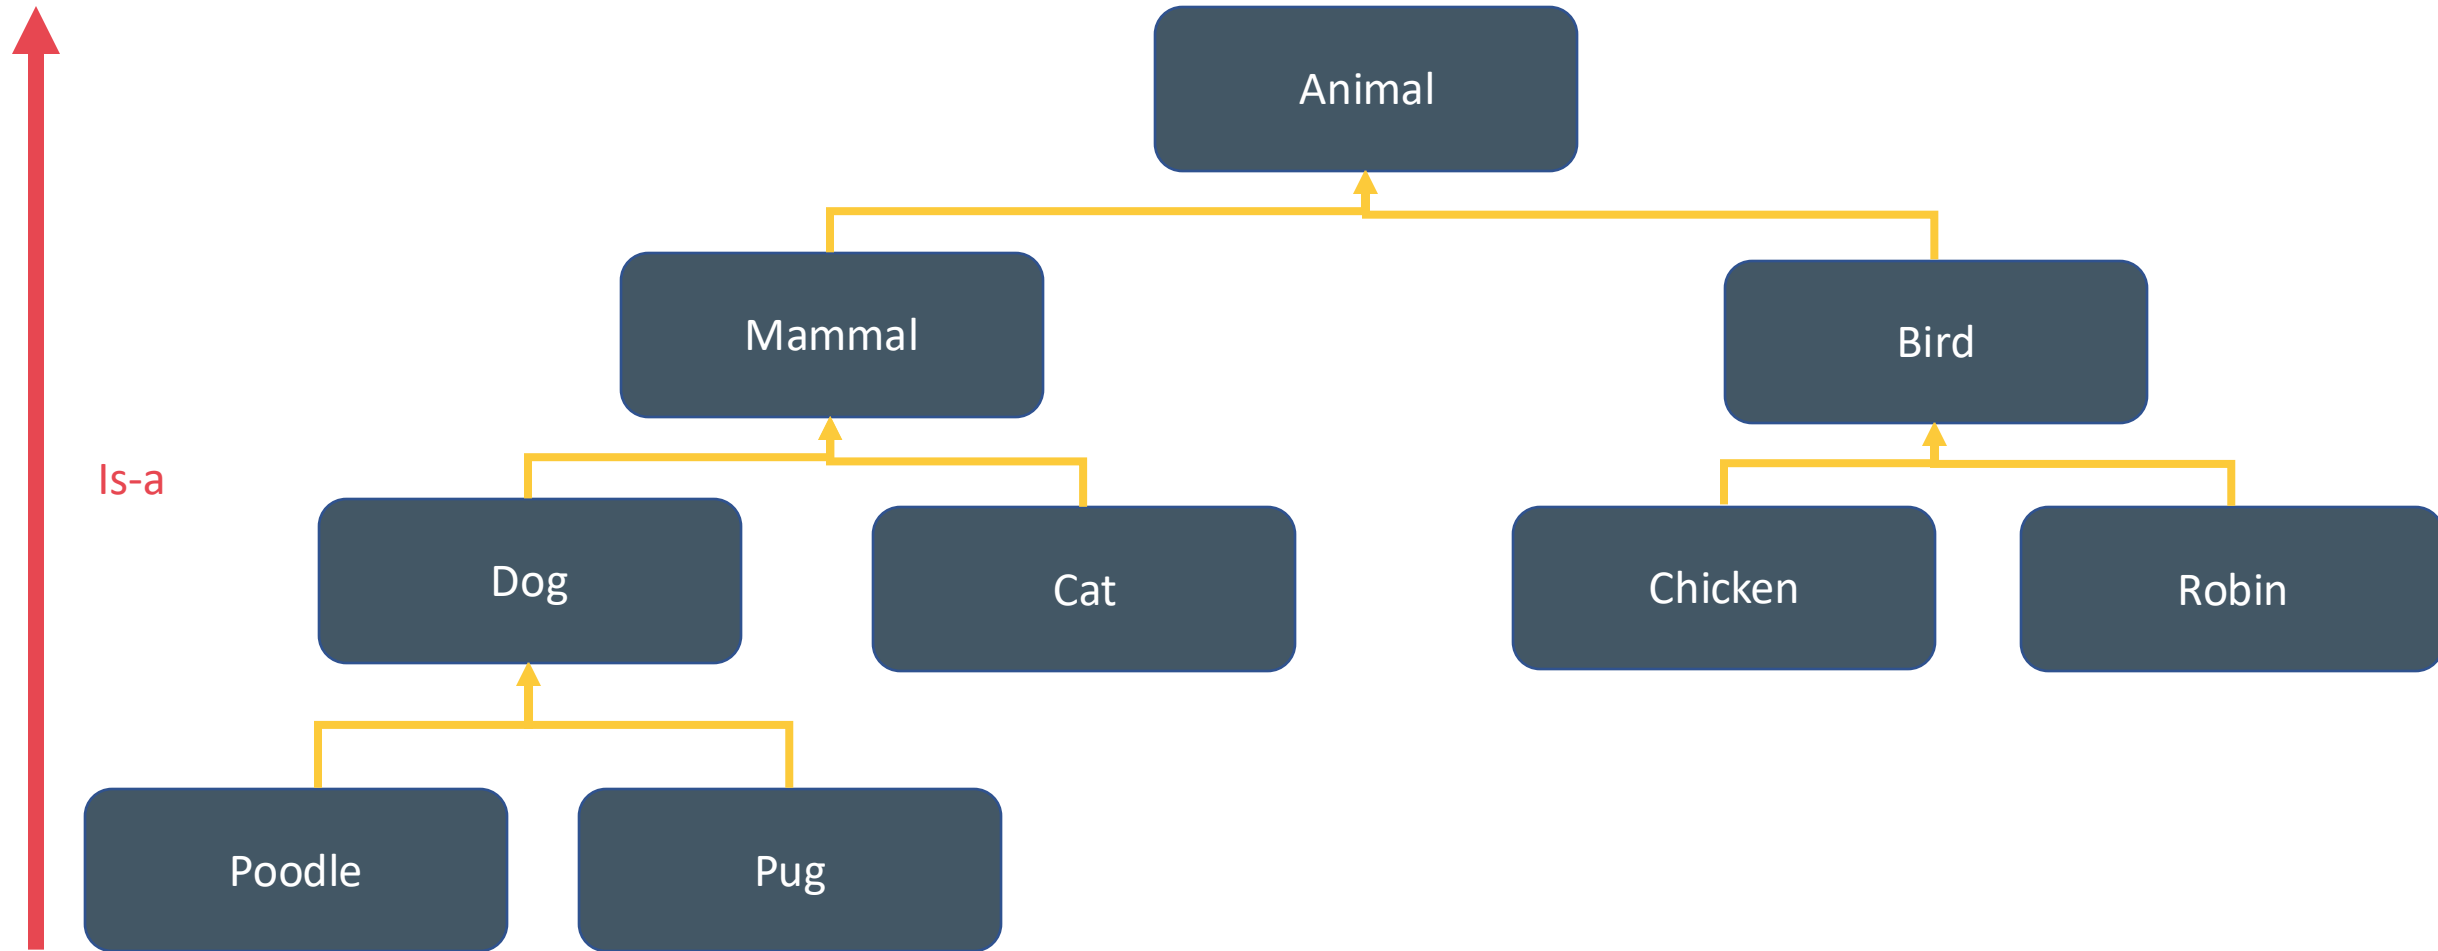 Animal
Mammal
Bird
Is-a
Dog
Cat
Chicken
Robin
Poodle
Pug